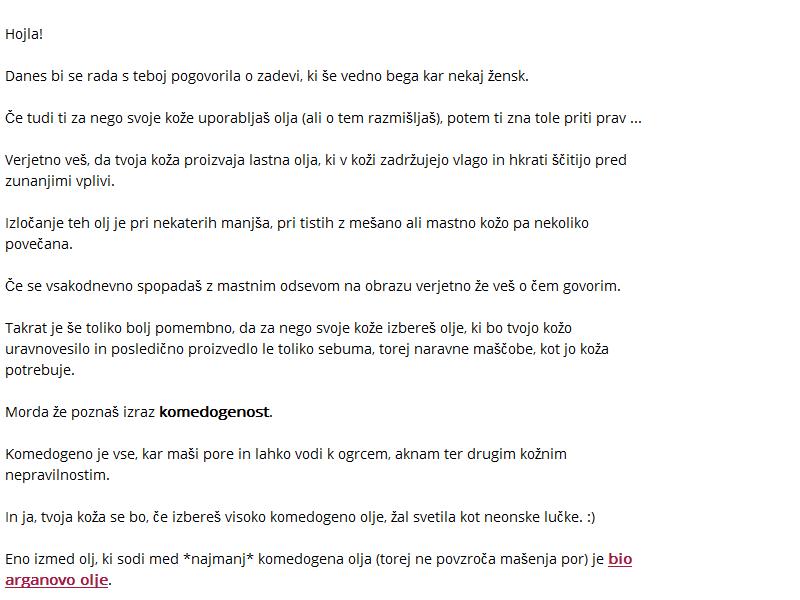 Hojla!
Danes bi se rada s teboj pogovorila o zadevi, ki še vedno bega kar nekaj žensk.
Če tudi ti za nego svoje kože uporabljaš olja (ali o tem razmišljaš), potem ti zna tole priti prav ...
Verjetno veš, da tvoja koža proizvaja lastna olja, ki v koži zadržujejo vlago in hkrati ščitijo pred
zunanjimi vplivi.
Izločanje teh olj je pri nekaterih manjša, pri tistih z mešano ali mastno kožo pa nekoliko
povečana.
Če se vsakodnevno spopadaš z mastnim odsevom na obrazu verjetno že veš o čem govorim.
Takrat je še toliko bolj pomembno, da za nego svoje kože izbereš olje, ki bo tvojo kožo
uravnovesilo in posledično proizvedlo le toliko sebuma, torej naravne maščobe, kot jo koža
potrebuje.
Morda že poznaš izraz komedogenost.
Komedogeno je vse, kar maši pore in lahko vodi k ogrcem, aknam ter drugim kožnim
nepravilnostim.
In ja, tvoja koža se bo, če izbereš visoko komedogeno olje, žal svetila kot neonske lučke. :)
Eno izmed olj, ki sodi med *najmanj* komedogena olja (torej ne povzroča mašenja por) je bio
arganovo olje.